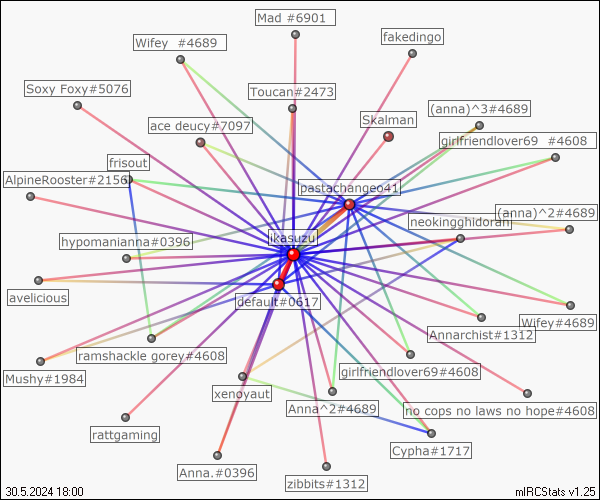 Mad #6901
fakedingo
Wifey  #4689
Soxy Foxy#5076
Toucan#2473
(anna)^3#4689
Skalman
ace deucy#7097
girlfriendlover69  #4608
frisout
AlpineRooster#2156
pastachangeo41
(anna)^2#4689
neokingghidorah
ikasuzu
hypomanianna#0396
avelicious
default#0617
Wifey#4689
Annarchist#1312
ramshackle gorey#4608
girlfriendlover69#4608
Mushy#1984
xenoyaut
Anna^2#4689
no cops no laws no hope#4608
rattgaming
Cypha#1717
Anna.#0396
zibbits#1312
30.5.2024 18:00
mIRCStats v1.25